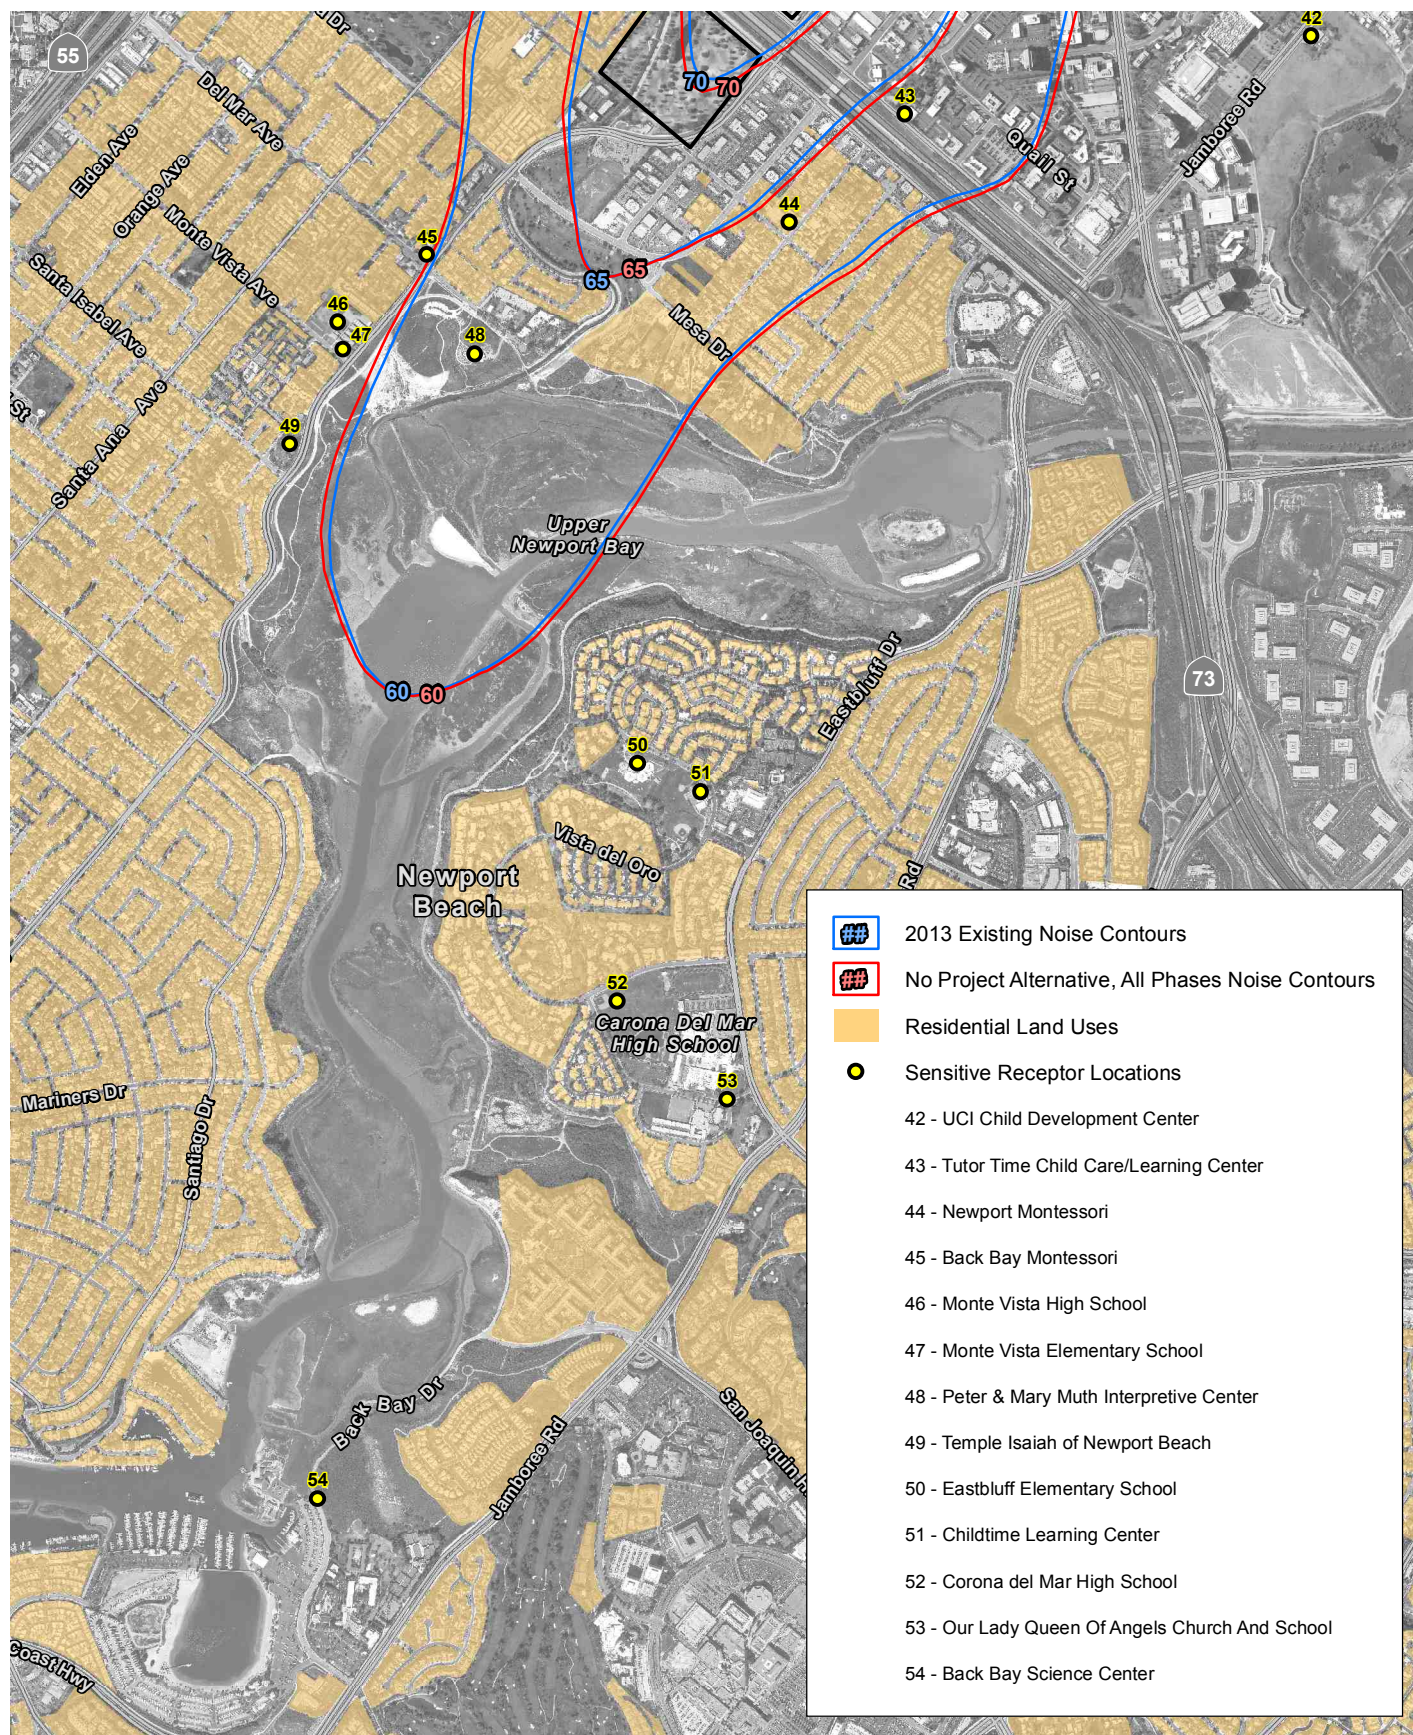 42
55
70
70
43
Del Mar Ave
Jamboree Rd
Elden Ave
Quail St
Orange Ave
Monte Vista Ave
44
45
Santa Isabel Ave
65
65
46
47
48
Mesa Dr
St
Santa Ana Ave
49
Upper
Newport Bay
60
60
Eastbluff Dr
73
50
51
Vista del Oro
Newport
Beach
Rd
52
Carona Del Mar
High School
53
Mariners Dr
Santiago Dr
Back Bay Dr
San Joaquin H
Jamboree Rd
54
Coast Hwy
## 2013 Existing Noise Contours
## No Project Alternative, All Phases Noise Contours
Residential Land Uses
Sensitive Receptor Locations
42 - UCI Child Development Center
43 - Tutor Time Child Care/Learning Center
44 - Newport Montessori
45 - Back Bay Montessori
46 - Monte Vista High School
47 - Monte Vista Elementary School
48 - Peter & Mary Muth Interpretive Center
49 - Temple Isaiah of Newport Beach
50 - Eastbluff Elementary School
51 - Childtime Learning Center
52 - Corona del Mar High School
53 - Our Lady Queen Of Angels Church And School
54 - Back Bay Science Center